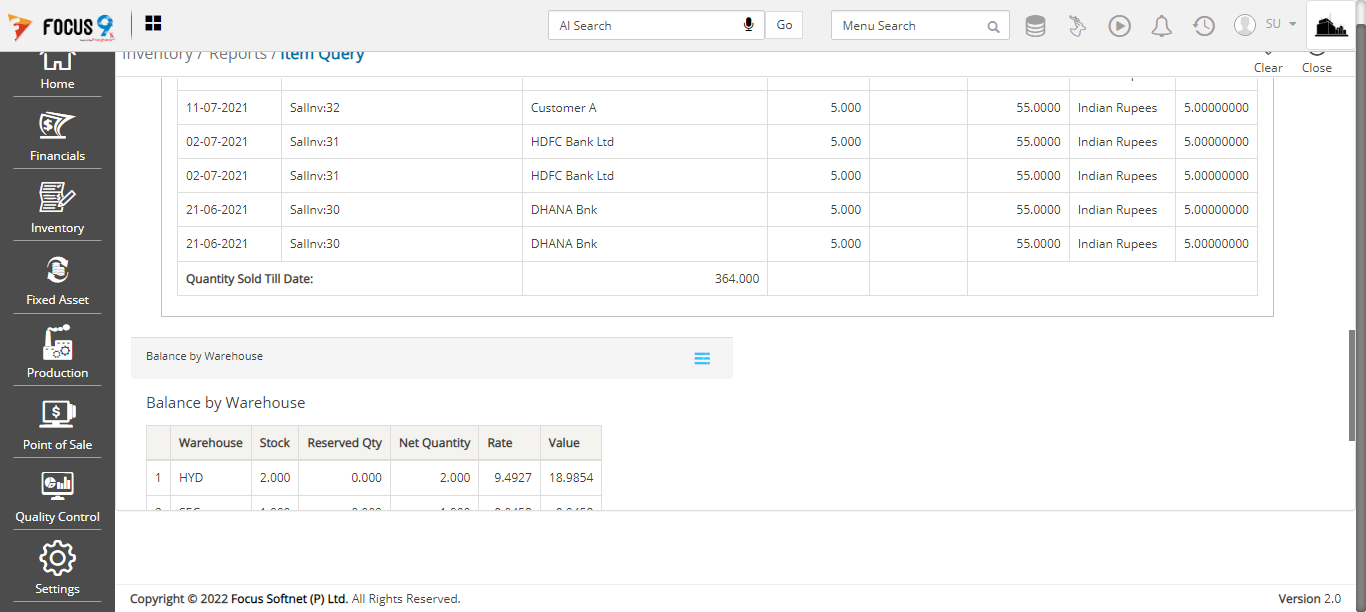 FOCUS 9
AI Search
Go
Menu Search
SU
Inventory / Reports / Item Query
Clear
Close
Home
Financials
Inventory
Fixed Asset
Production
Point of Sale
Quality Control
Settings
11-07-2021 SalInv:32 Customer A 5.000 55.0000 Indian Rupees 5.00000000
02-07-2021 SalInv:31 HDFC Bank Ltd 5.000 55.0000 Indian Rupees 5.00000000
02-07-2021 SalInv:31 HDFC Bank Ltd 5.000 55.0000 Indian Rupees 5.00000000
21-06-2021 SalInv:30 DHANA Bnk 5.000 55.0000 Indian Rupees 5.00000000
21-06-2021 SalInv:30 DHANA Bnk 5.000 55.0000 Indian Rupees 5.00000000
Quantity Sold Till Date: 364.000
Balance by Warehouse
Balance by Warehouse
Warehouse Stock Reserved Qty Net Quantity Rate Value
1 HYD 2.000 0.000 2.000 9.4927 18.9854
Copyright © 2022 Focus Softnet (P) Ltd. All Rights Reserved.
Version 2.0